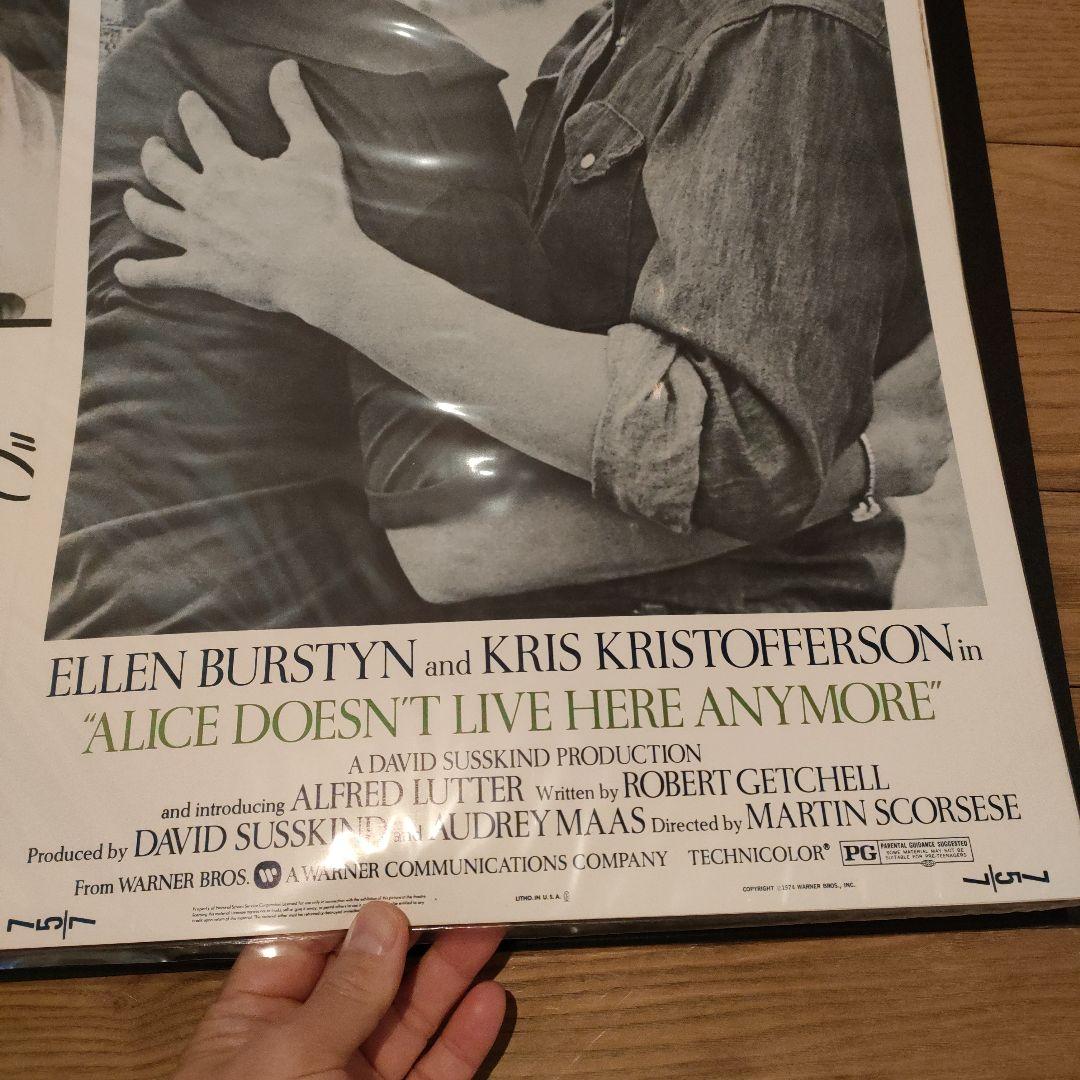 ELLEN BURSTYN and KRIS KRISTOFFERSON in
"ALICE DOESN'T LIVE HERE ANYMORE"
A DAVID SUSSKIND PRODUCTION
and introducing ALFRED LUTTER Written by ROBERT GETCHELL
Produced by DAVID SUSSKIND and AUDREY MAAS Directed by MARTIN SCORSESE
From WARNER BROS. A WARNER COMMUNICATIONS COMPANY TECHNICOLOR®
PG PARENTAL GUIDANCE SUGGESTED
SOME MATERIAL MAY NOT BE
SUITABLE FOR PRE-TEENAGERS
COPYRIGHT ©1974 WARNER BROS., INC.
LITHO. IN U.S.A.
75/7
75/7